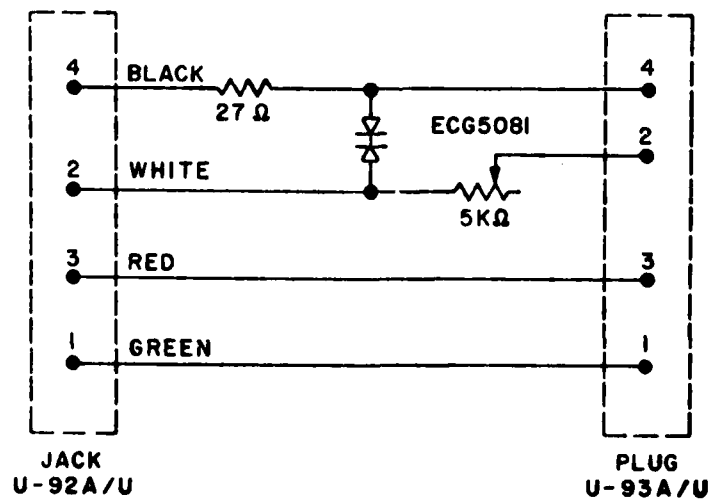 4 BLACK 4
27 Ω
ECG5081
2 WHITE 2
5KΩ
3 RED 3
1 GREEN 1
JACK
U-92A/U
PLUG
U-93A/U